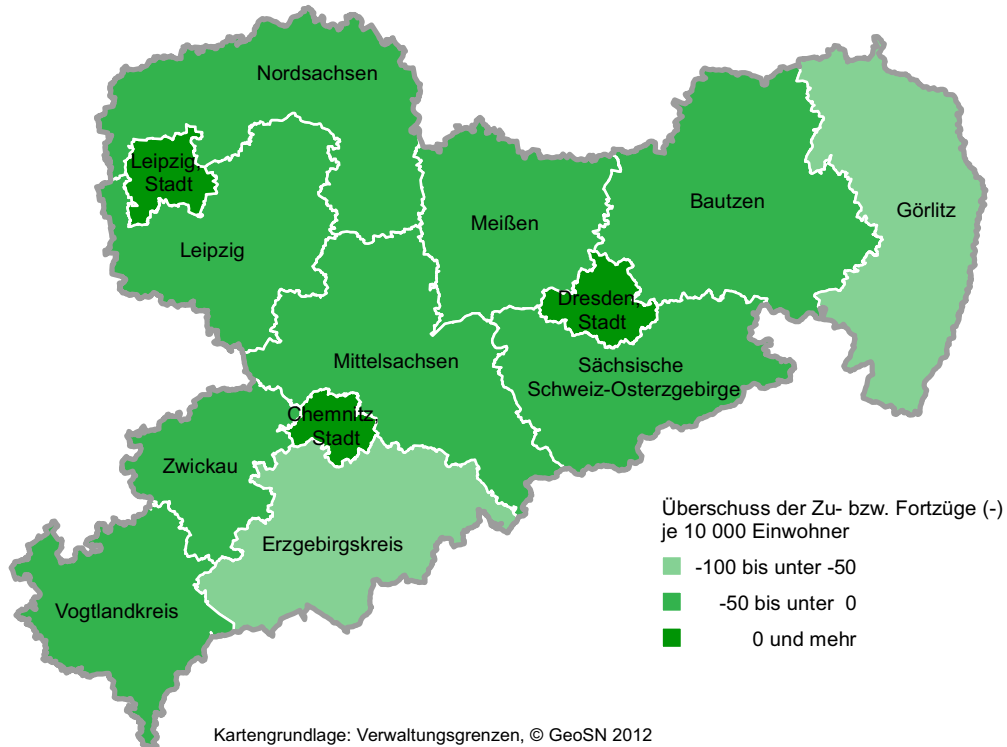 Nordsachsen
Leipzig,
Stadt
Leipzig
Meißen
Bautzen
Görlitz
Dresden,
Stadt
Mittelsachsen
Sächsische
Schweiz-Osterzgebirge
Chemnitz,
Stadt
Zwickau
Erzgebirgskreis
Vogtlandkreis
Überschuss der Zu- bzw. Fortzüge (-)
je 10 000 Einwohner
-100 bis unter -50
-50 bis unter 0
0 und mehr
Kartengrundlage: Verwaltungsgrenzen, © GeoSN 2012